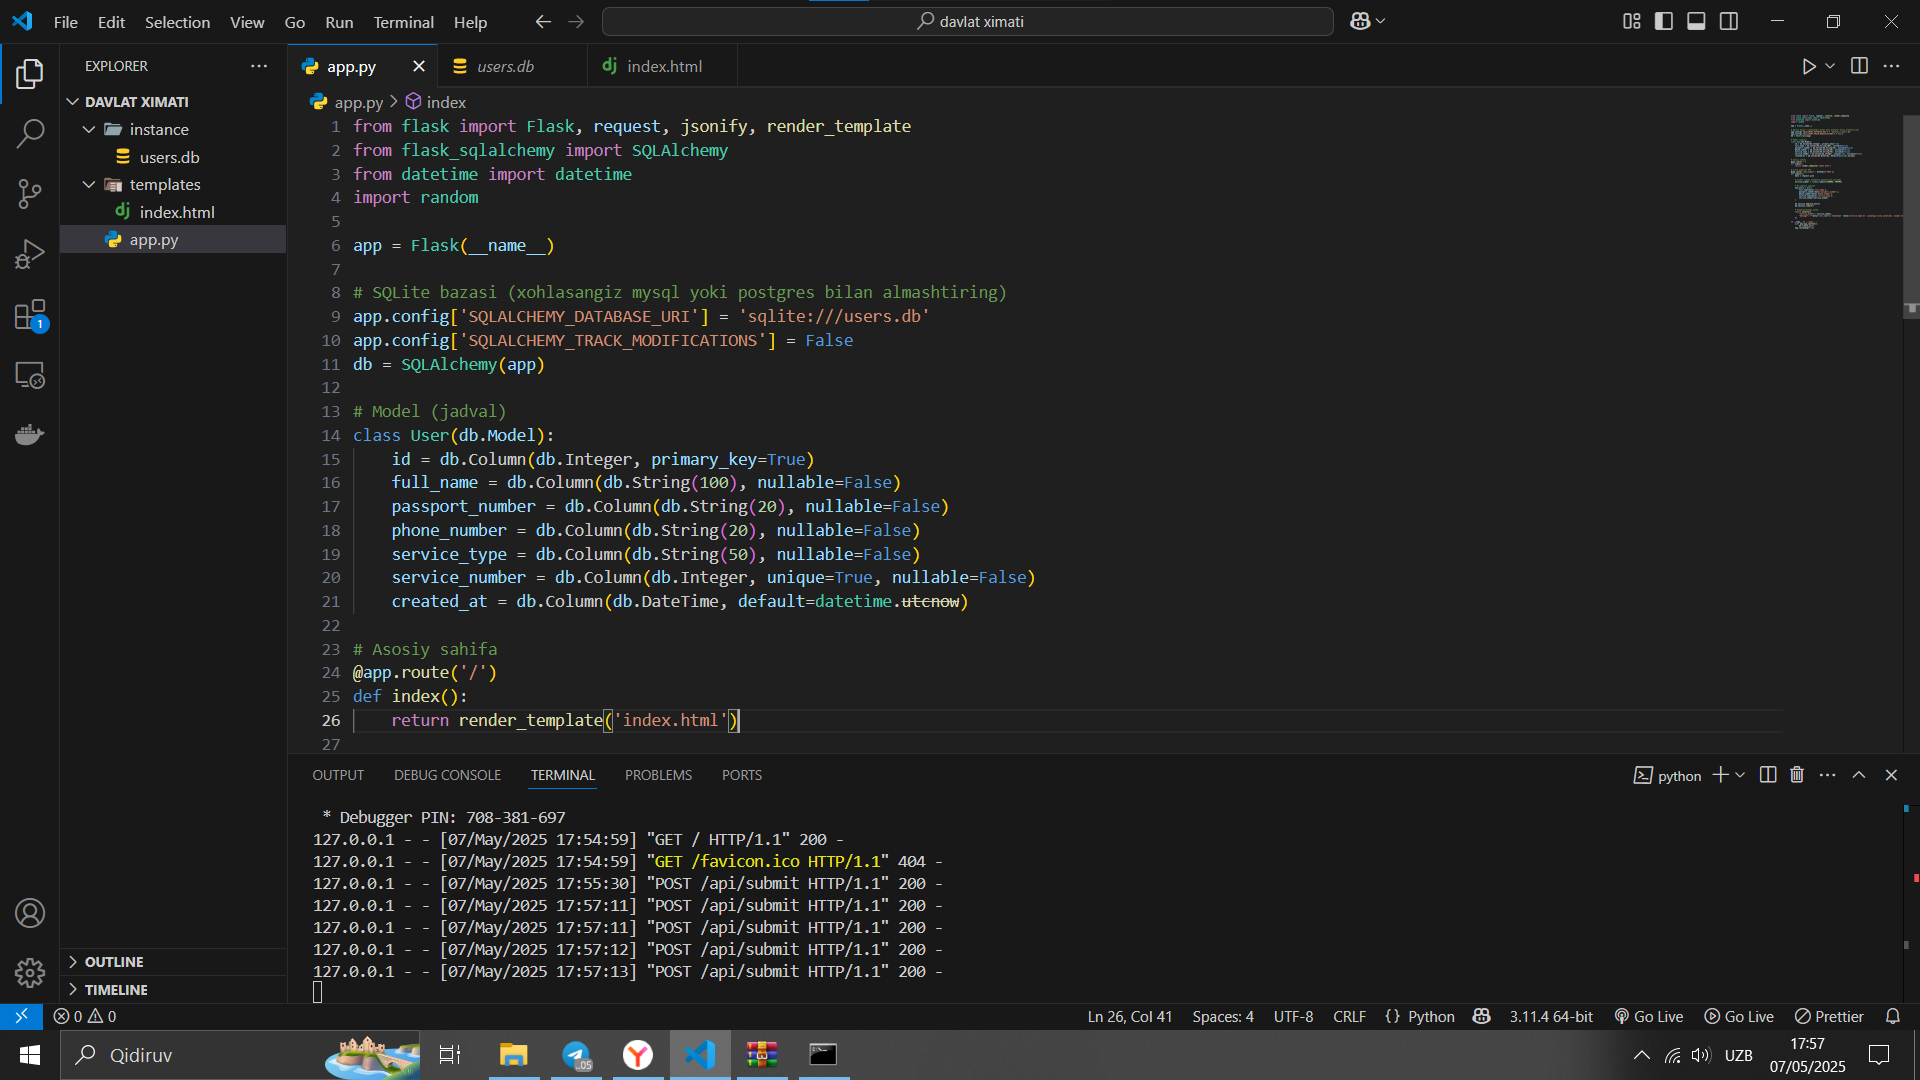 File Edit Selection View Go Run Terminal Help
davlat ximati
EXPLORER
DAVLAT XIMATI
instance
users.db
templates
index.html
app.py
OUTLINE
TIMELINE
app.py users.db index.html
app.py > index
1 from flask import Flask, request, jsonify, render_template
2 from flask_sqlalchemy import SQLAlchemy
3 from datetime import datetime
4 import random
5
6 app = Flask(__name__)
7
8 # SQLite bazasi (xohlasangiz mysql yoki postgres bilan almashtiring)
9 app.config['SQLALCHEMY_DATABASE_URI'] = 'sqlite:///users.db'
10 app.config['SQLALCHEMY_TRACK_MODIFICATIONS'] = False
11 db = SQLAlchemy(app)
12
13 # Model (jadval)
14 class User(db.Model):
15     id = db.Column(db.Integer, primary_key=True)
16     full_name = db.Column(db.String(100), nullable=False)
17     passport_number = db.Column(db.String(20), nullable=False)
18     phone_number = db.Column(db.String(20), nullable=False)
19     service_type = db.Column(db.String(50), nullable=False)
20     service_number = db.Column(db.Integer, unique=True, nullable=False)
21     created_at = db.Column(db.DateTime, default=datetime.utcnow)
22
23 # Asosiy sahifa
24 @app.route('/')
25 def index():
26     return render_template('index.html')
27
OUTPUT DEBUG CONSOLE TERMINAL PROBLEMS PORTS
python
* Debugger PIN: 708-381-697
127.0.0.1 - - [07/May/2025 17:54:59] "GET / HTTP/1.1" 200 -
127.0.0.1 - - [07/May/2025 17:54:59] "GET /favicon.ico HTTP/1.1" 404 -
127.0.0.1 - - [07/May/2025 17:55:30] "POST /api/submit HTTP/1.1" 200 -
127.0.0.1 - - [07/May/2025 17:57:11] "POST /api/submit HTTP/1.1" 200 -
127.0.0.1 - - [07/May/2025 17:57:11] "POST /api/submit HTTP/1.1" 200 -
127.0.0.1 - - [07/May/2025 17:57:12] "POST /api/submit HTTP/1.1" 200 -
127.0.0.1 - - [07/May/2025 17:57:13] "POST /api/submit HTTP/1.1" 200 -
1
0 0
Ln 26, Col 41 Spaces: 4 UTF-8 CRLF {} Python 3.11.4 64-bit Go Live Go Live Prettier
Qidiruv
..05
UZB
17:57
07/05/2025